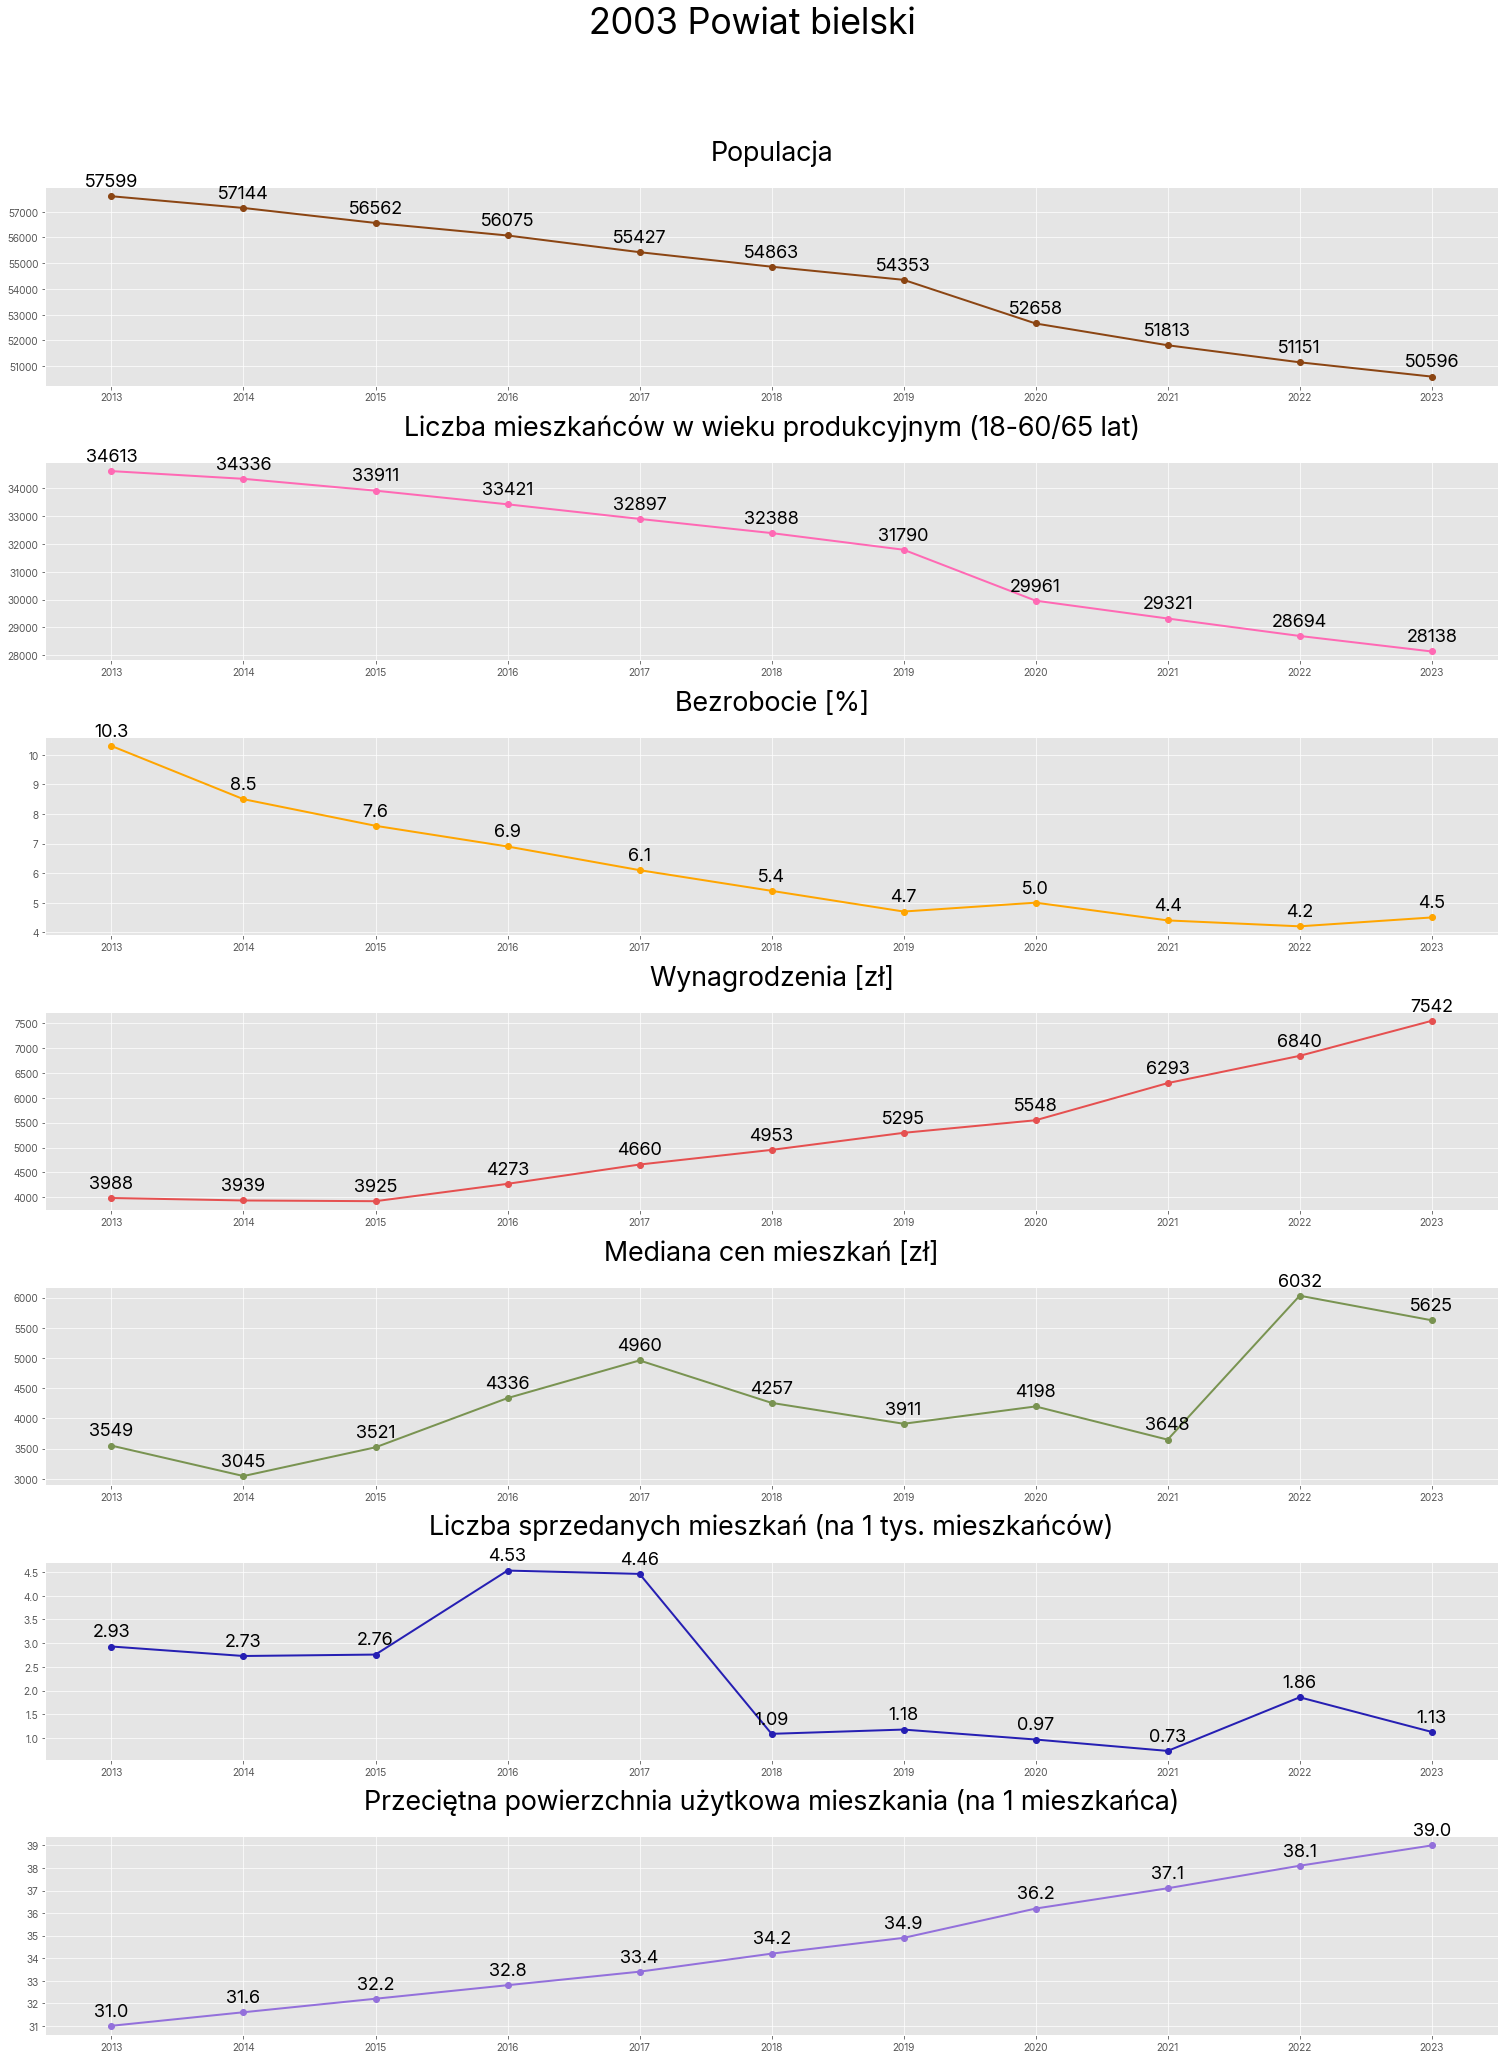 2003 Powiat bielski
Populacja
57599 57144 56562 56075 55427 54863 54353 52658 51813 51151 50596
57000
56000
55000
54000
53000
52000
51000
2013 2014 2015 2016 2017 2018 2019 2020 2021 2022 2023
Liczba mieszkańców w wieku produkcyjnym (18-60/65 lat)
34613 34336 33911 33421 32897 32388 31790 29961 29321 28694 28138
34000
33000
32000
31000
30000
29000
28000
2013 2014 2015 2016 2017 2018 2019 2020 2021 2022 2023
Bezrobocie [%]
10.3 8.5 7.6 6.9 6.1 5.4 4.7 5.0 4.4 4.2 4.5
10
9
8
7
6
5
4
2013 2014 2015 2016 2017 2018 2019 2020 2021 2022 2023
Wynagrodzenia [zł]
3988 3939 3925 4273 4660 4953 5295 5548 6293 6840 7542
7500
7000
6500
6000
5500
5000
4500
4000
2013 2014 2015 2016 2017 2018 2019 2020 2021 2022 2023
Mediana cen mieszkań [zł]
3549 3045 3521 4336 4960 4257 3911 4198 3648 6032 5625
6000
5500
5000
4500
4000
3500
3000
2013 2014 2015 2016 2017 2018 2019 2020 2021 2022 2023
Liczba sprzedanych mieszkań (na 1 tys. mieszkańców)
2.93 2.73 2.76 4.53 4.46 1.09 1.18 0.97 0.73 1.86 1.13
4.5
4.0
3.5
3.0
2.5
2.0
1.5
1.0
2013 2014 2015 2016 2017 2018 2019 2020 2021 2022 2023
Przeciętna powierzchnia użytkowa mieszkania (na 1 mieszkańca)
31.0 31.6 32.2 32.8 33.4 34.2 34.9 36.2 37.1 38.1 39.0
39
38
37
36
35
34
33
32
31
2013 2014 2015 2016 2017 2018 2019 2020 2021 2022 2023